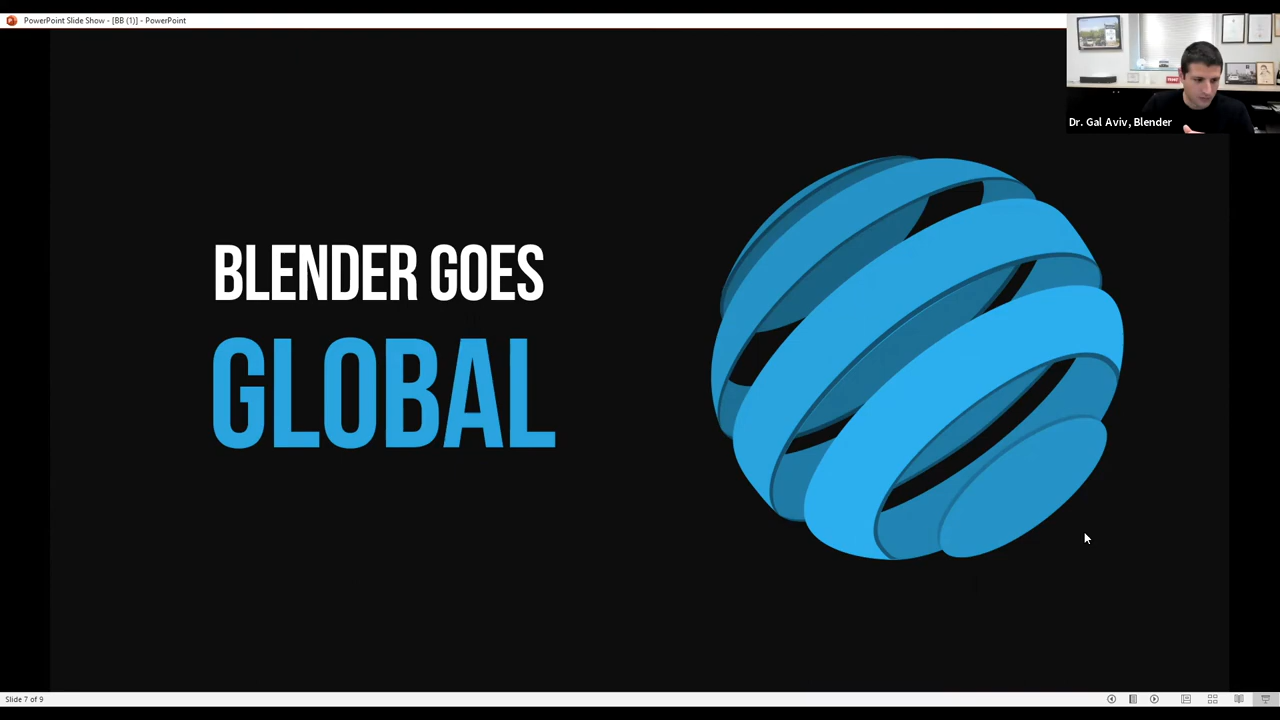 PowerPoint Slide Show - [BB (1)] - PowerPoint
Dr. Gal Aviv, Blender
BLENDER GOES
GLOBAL
Slide 7 of 9